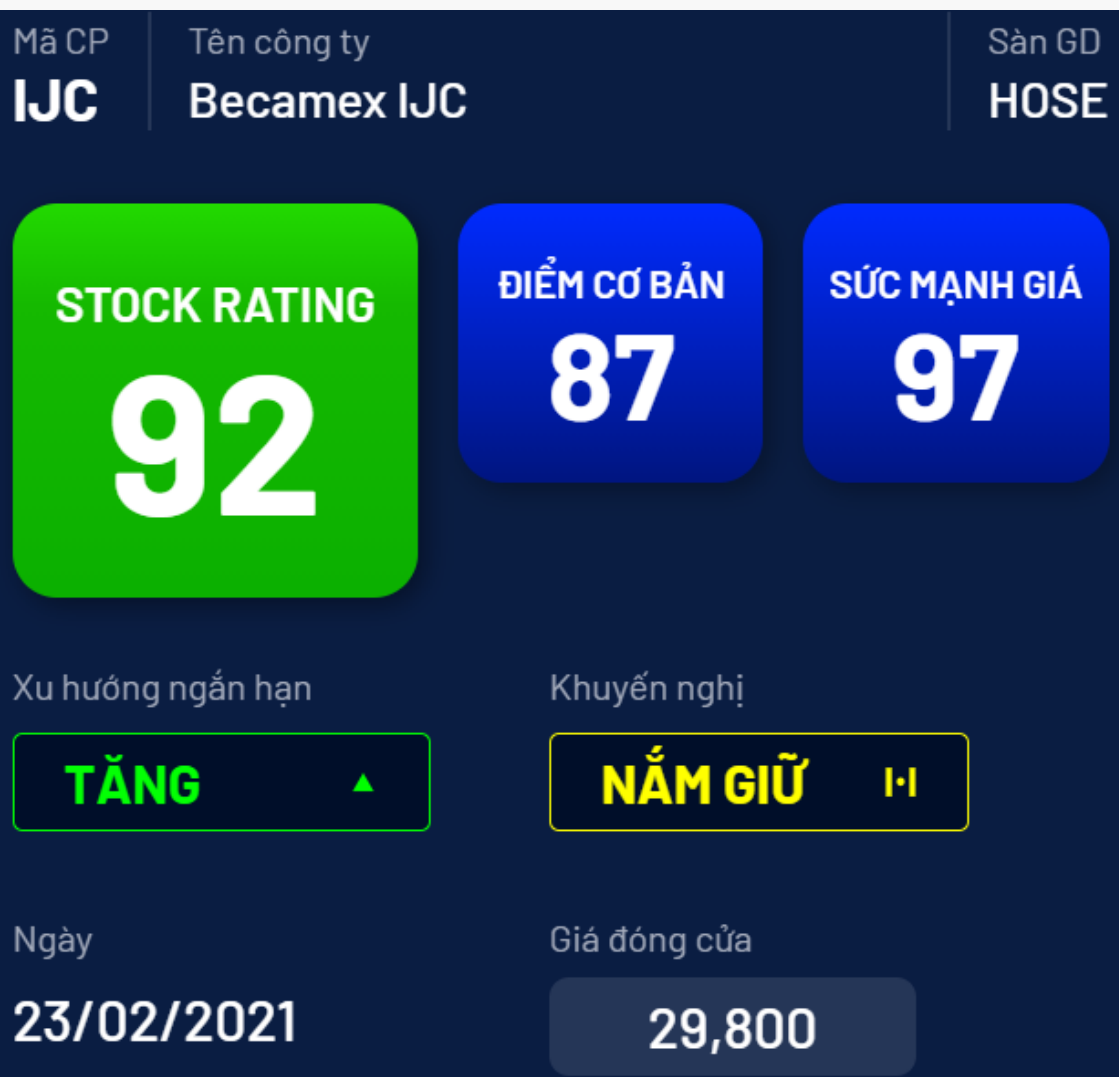 Mã CP
Tên công ty
Sàn GD
IJC
Becamex IJC
HOSE
STOCK RATING
92
ĐIỂM CƠ BẢN
87
SỨC MẠNH GIÁ
97
Xu hướng ngắn hạn
Khuyến nghị
TĂNG
NẮM GIỮ
Ngày
Giá đóng cửa
23/02/2021
29,800